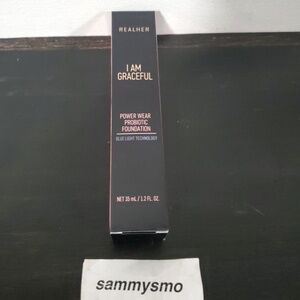 REALHER
I AM
GRACEFUL
POWER WEAR
PROBIOTIC
FOUNDATION
BLUE LIGHT TECHNOLOGY
NET 35 mL / 1.2 FL. OZ.
sammysmo